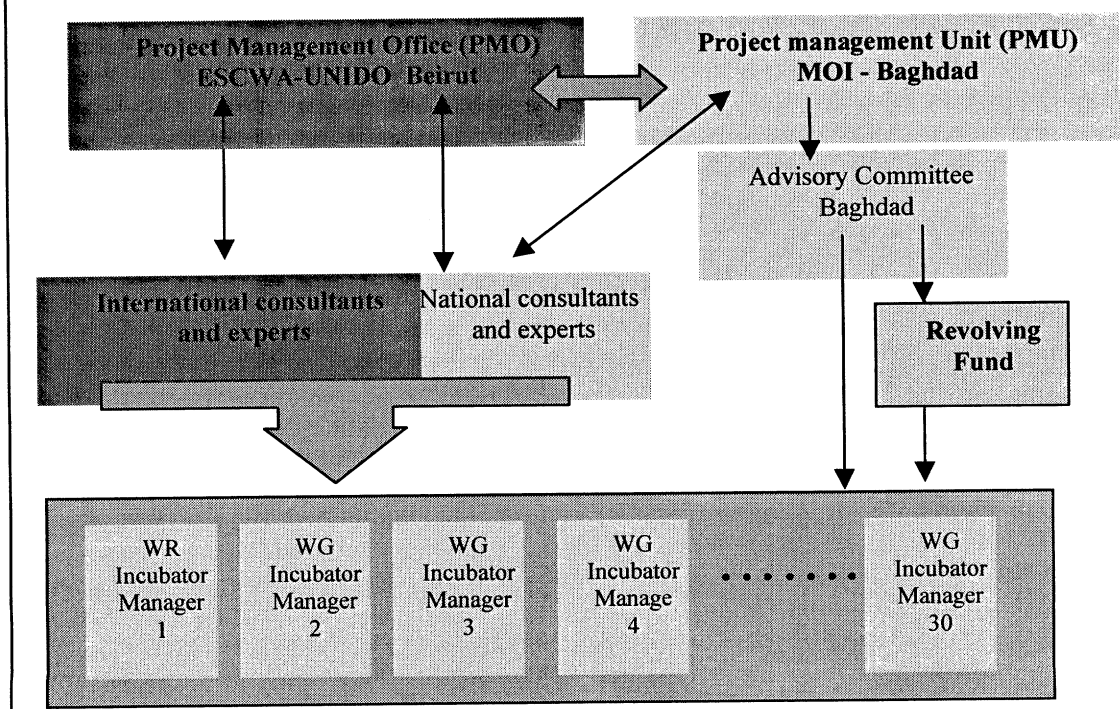 Project Management Office (PMO)
ESCWA-UNIDO Beirut
Project management Unit (PMU)
MOI - Baghdad
Advisory Committee
Baghdad
International consultants
and experts
National consultants
and experts
Revolving
Fund
WR
Incubator
Manager
1
WG
Incubator
Manager
2
WG
Incubator
Manager
3
WG
Incubator
Manage
4
.......
WG
Incubator
Manager
30